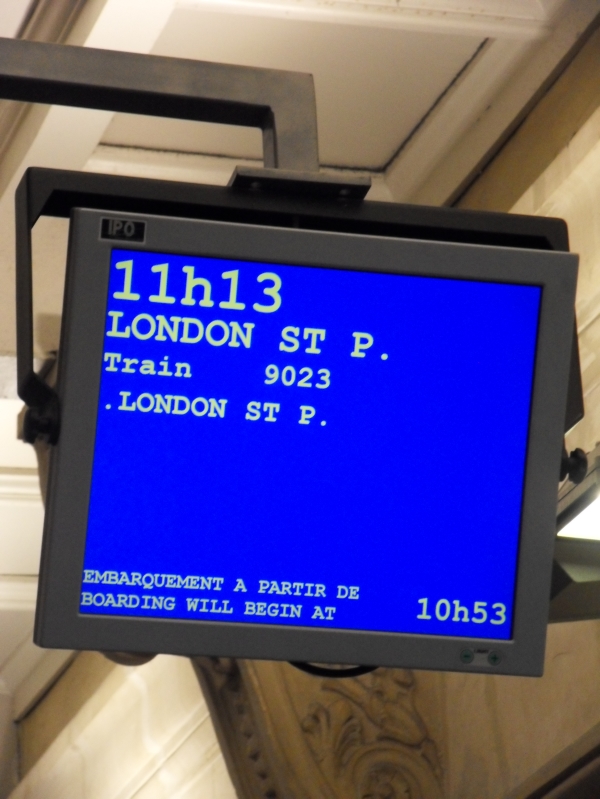 IPO
11h13
LONDON ST P.
Train 9023
.LONDON ST P.
EMBARQUEMENT A PARTIR DE
BOARDING WILL BEGIN AT 10h53